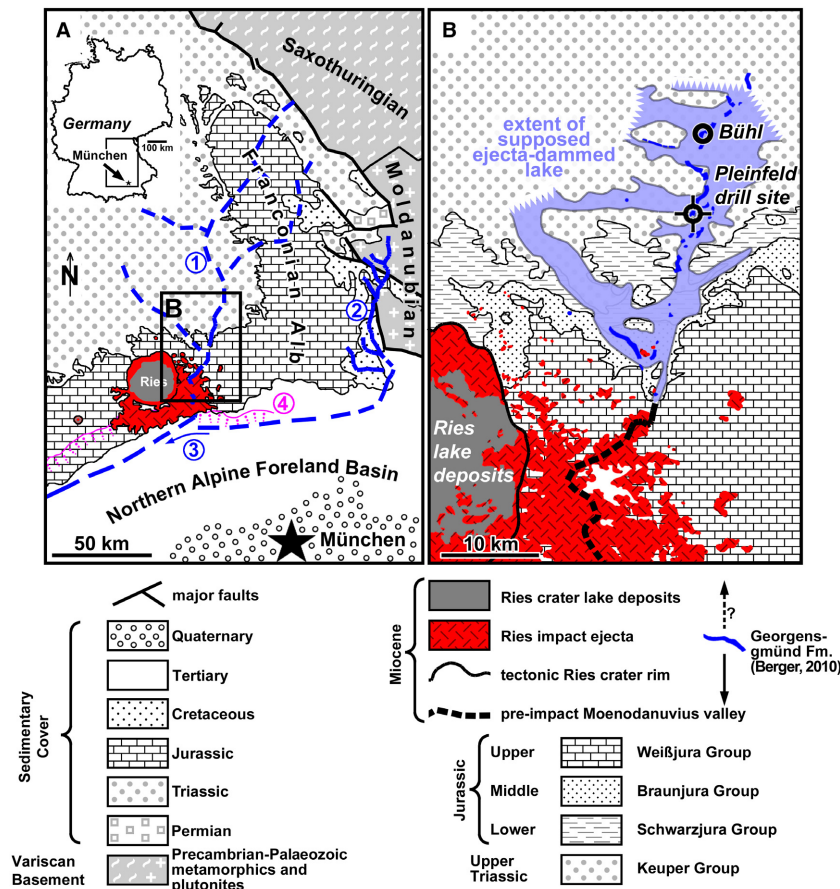 A
Saxothuringian
Germany
München
100 km
Moldanubian
Franconian Alb
N
1
2
B
Ries
4
3
Northern Alpine Foreland Basin
50 km
München
B
extent of
supposed
ejecta-dammed
lake
Bühl
Pleinfeld
drill site
Ries
lake
deposits
10 km
major faults
Sedimentary
Cover
Quaternary
Tertiary
Cretaceous
Jurassic
Triassic
Permian
Variscan
Basement
Precambrian-Palaeozoic
metamorphics and
plutonites
Miocene
Ries crater lake deposits
Ries impact ejecta
tectonic Ries crater rim
pre-impact Moenodanuvius valley
?
Georgens-
gmünd Fm.
(Berger, 2010)
Jurassic
Upper
Weißjura Group
Middle
Braunjura Group
Lower
Schwarzjura Group
Upper
Triassic
Keuper Group